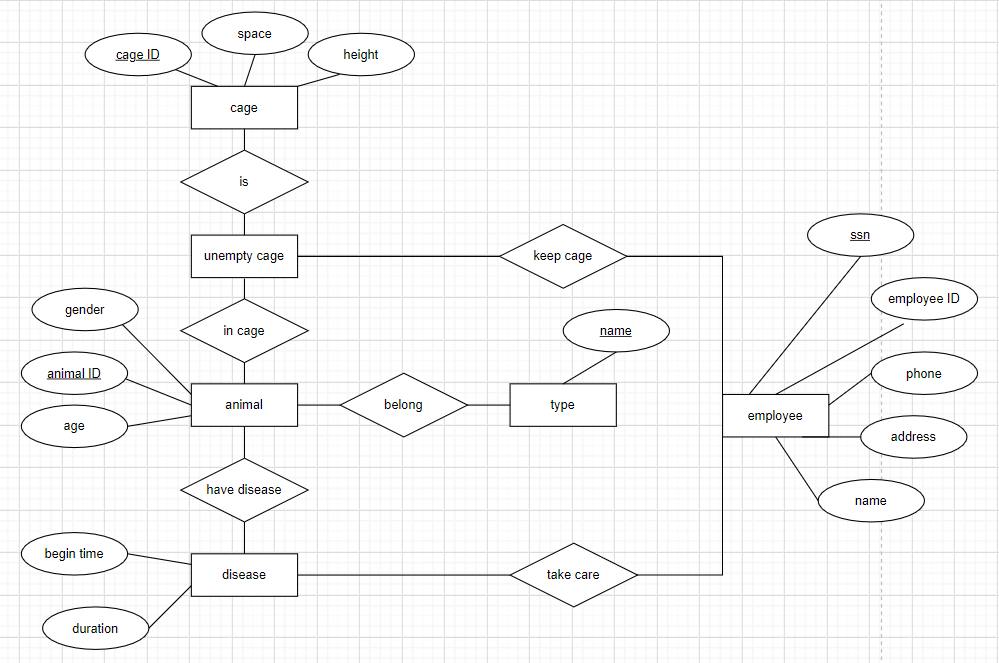 space
cage ID
height
cage
is
ssn
unempty cage
keep cage
employee ID
gender
in cage
name
animal ID
phone
animal
belong
type
employee
age
address
have disease
name
begin time
disease
take care
duration